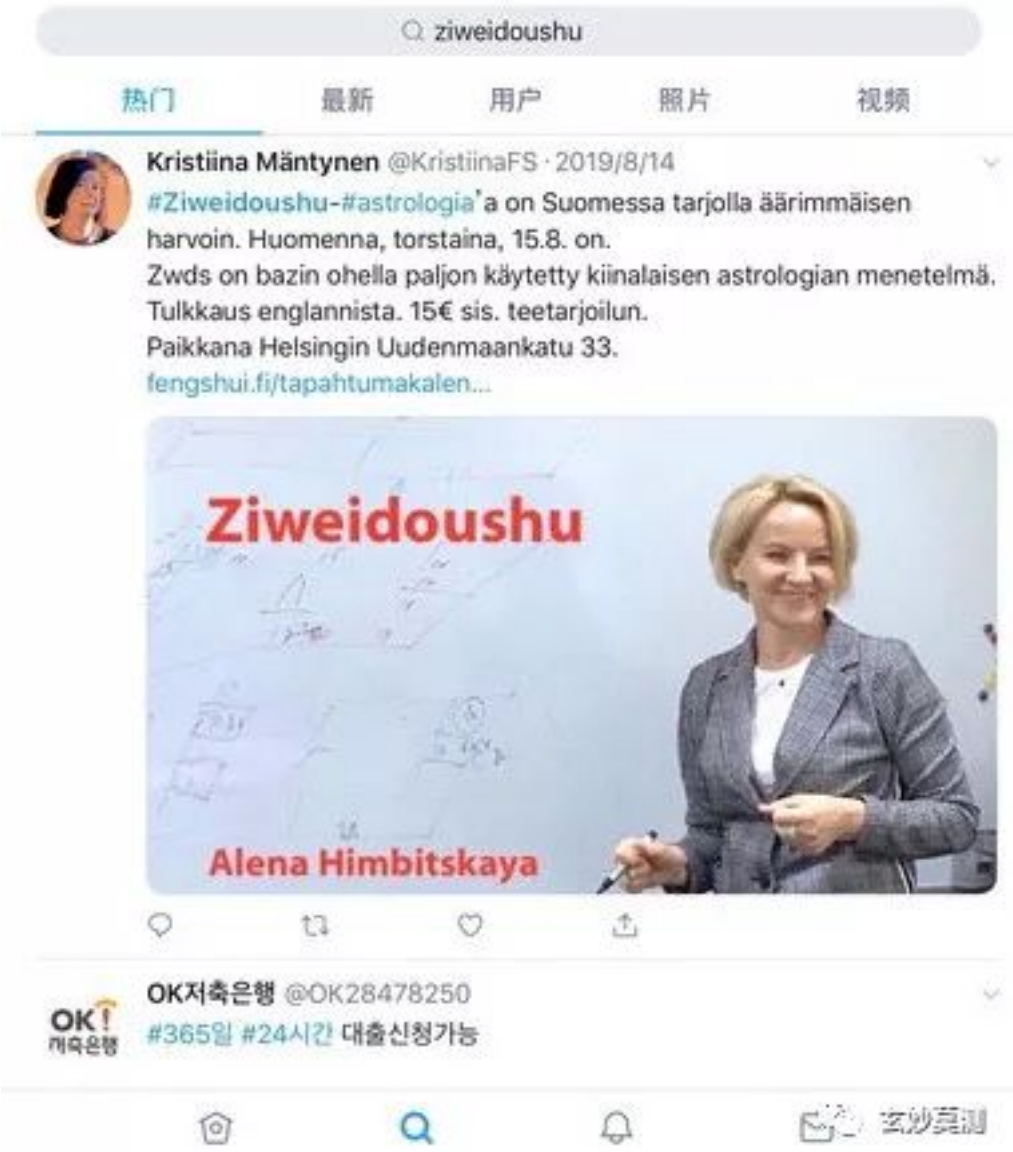 ziweidoushu
热门 最新 用户 照片 视频
Kristiina Mäntynen @KristiinaFS · 2019/8/14
#Ziweidoushu-#astrologia'a on Suomessa tarjolla äärimmäisen
harvoin. Huomenna, torstaina, 15.8. on.
Zwds on bazin ohella paljon käytetty kiinalaisen astrologian menetelmä.
Tulkkaus englannista. 15€ sis. teetarjoilun.
Paikkana Helsingin Uudenmaankatu 33.
fengshui.fi/tapahtumakalen...
Ziweidoushu
Alena Himbitskaya
OK저축은행 @OK28478250
OK!
저축은행
#365일 #24시간 대출신청가능
玄妙莫测